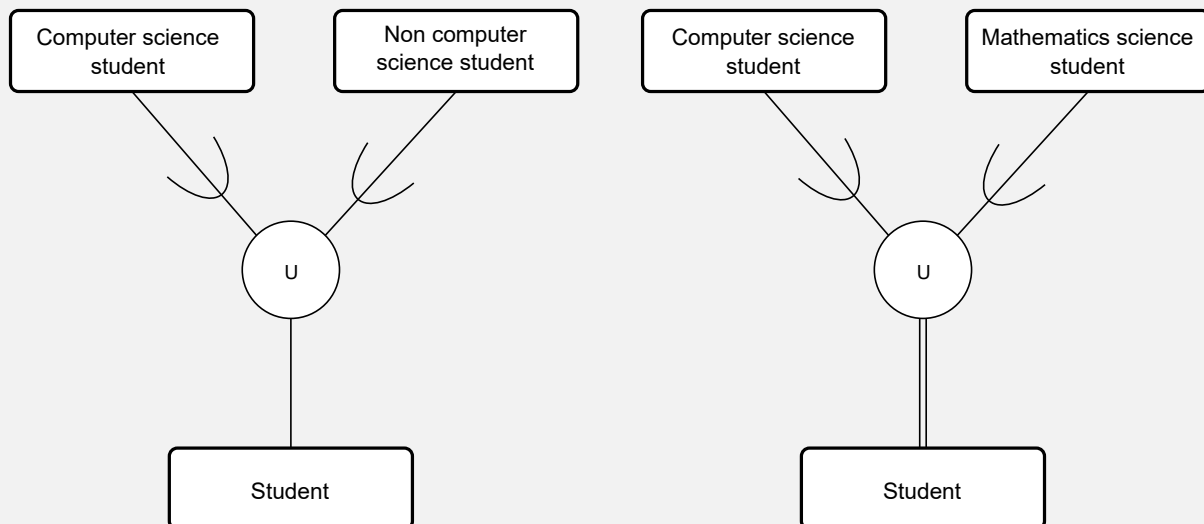 Computer science
student
Non computer
science student
U
Student
Computer science
student
Mathematics science
student
U
Student